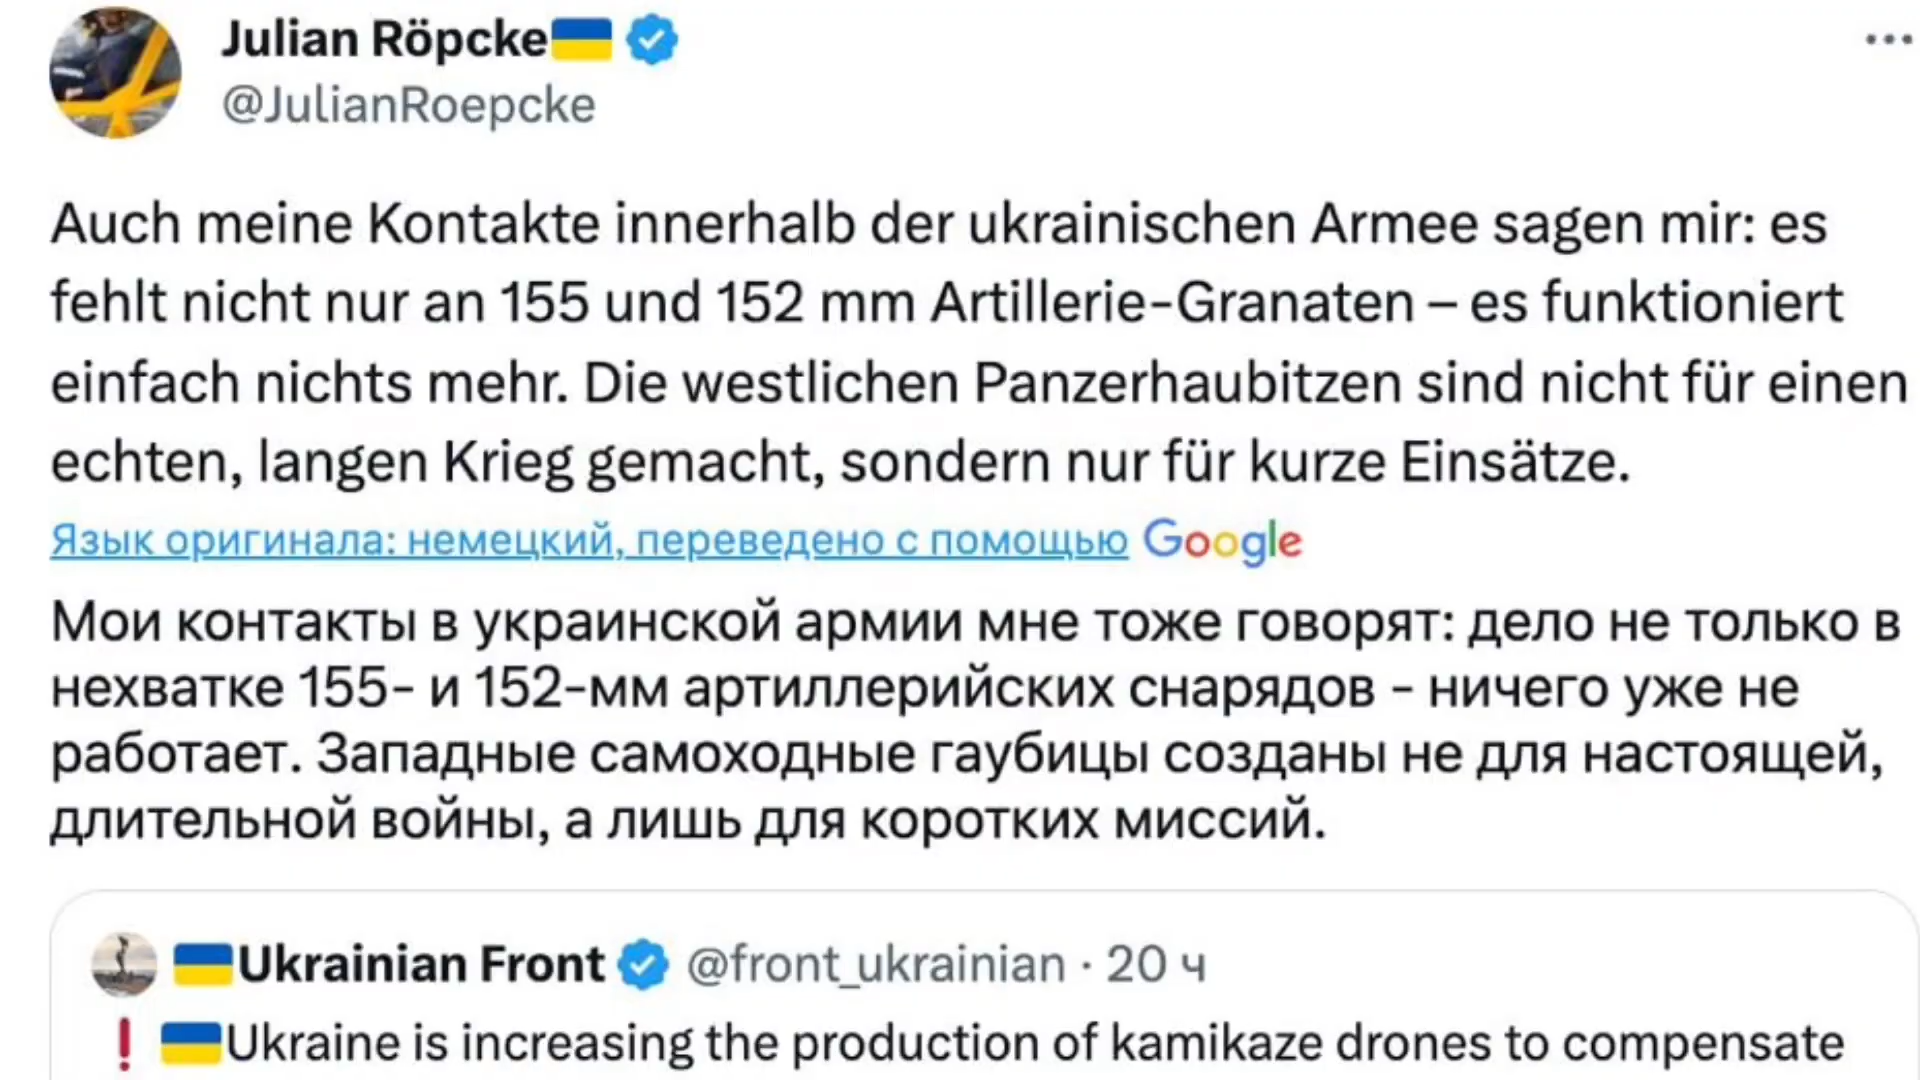 Julian Röpcke🇺🇦
@JulianRoepcke
Auch meine Kontakte innerhalb der ukrainischen Armee sagen mir: es
fehlt nicht nur an 155 und 152 mm Artillerie-Granaten – es funktioniert
einfach nichts mehr. Die westlichen Panzerhaubitzen sind nicht für einen
echten, langen Krieg gemacht, sondern nur für kurze Einsätze.
Язык оригинала: немецкий, переведено с помощью Google
Мои контакты в украинской армии мне тоже говорят: дело не только в
нехватке 155- и 152-мм артиллерийских снарядов - ничего уже не
работает. Западные самоходные гаубицы созданы не для настоящей,
длительной войны, а лишь для коротких миссий.
🇺🇦Ukrainian Front @front_ukrainian · 20 ч
❗🇺🇦Ukraine is increasing the production of kamikaze drones to compensate